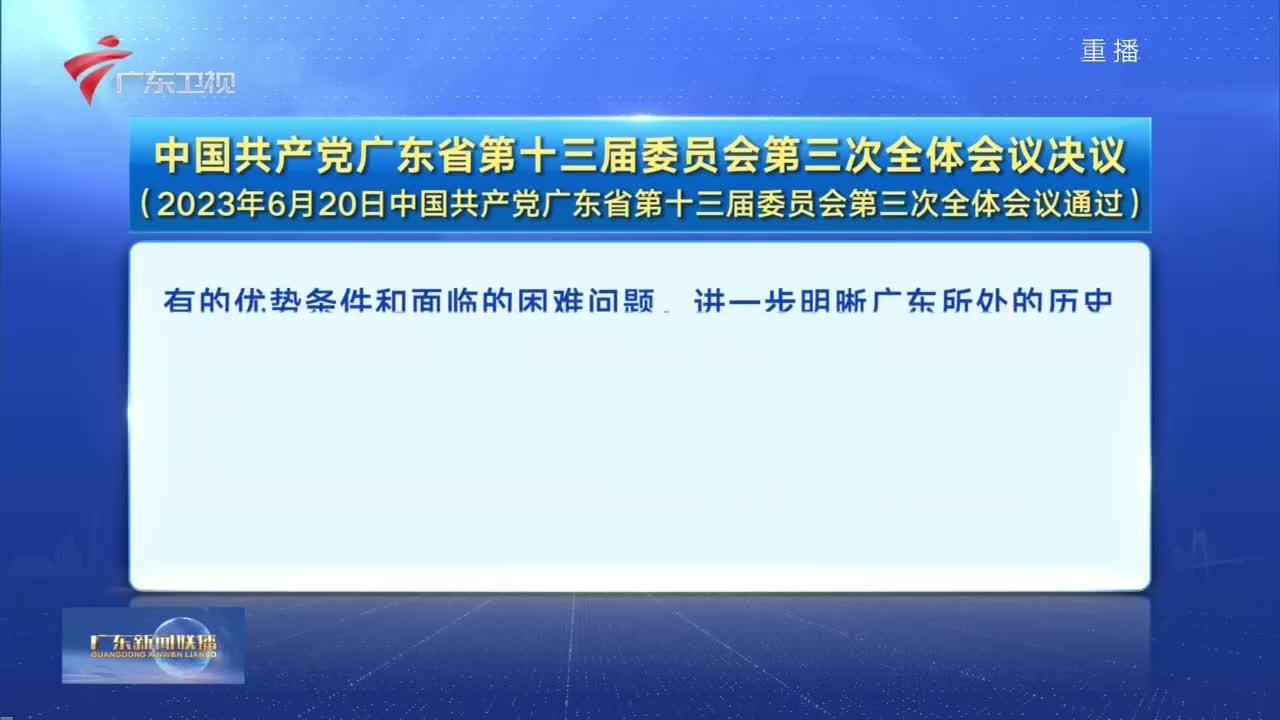 重播
广东卫视
中国共产党广东省第十三届委员会第三次全体会议决议
（2023年6月20日中国共产党广东省第十三届委员会第三次全体会议通过）
有的优势条件和面临的困难问题，进一步明晰广东所处的历史
广东新闻联播
GUANGDONG XINWEN LIANBO